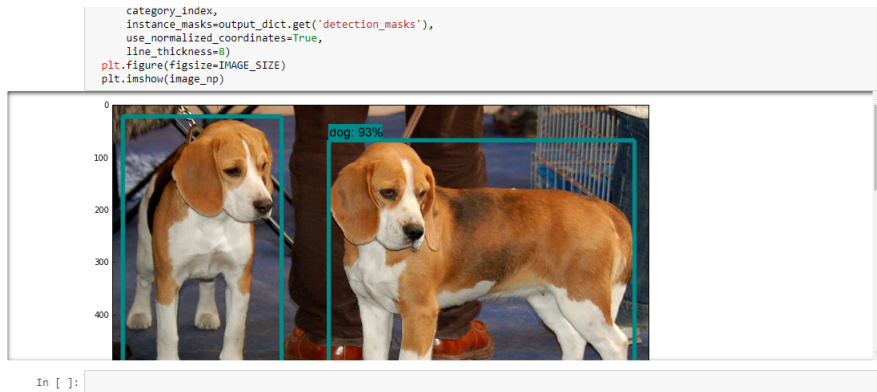 category_index,
instance_masks=output_dict.get('detection_masks'),
use_normalized_coordinates=True,
line_thickness=8)
plt.figure(figsize=IMAGE_SIZE)
plt.imshow(image_np)
0
dog: 93%
100
200
300
400
In [ ]: